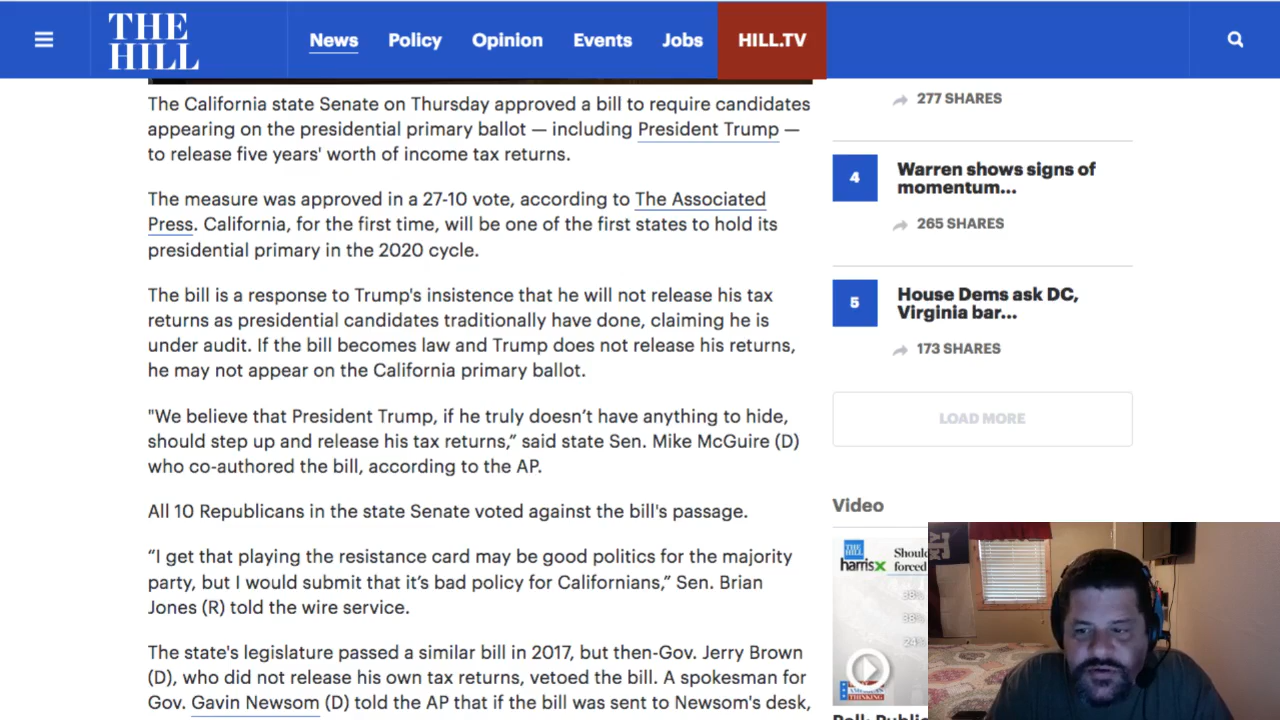 THE
HILL
News
Policy
Opinion
Events
Jobs
HILL.TV
The California state Senate on Thursday approved a bill to require candidates
appearing on the presidential primary ballot — including President Trump —
to release five years' worth of income tax returns.
The measure was approved in a 27-10 vote, according to The Associated
Press. California, for the first time, will be one of the first states to hold its
presidential primary in the 2020 cycle.
The bill is a response to Trump's insistence that he will not release his tax
returns as presidential candidates traditionally have done, claiming he is
under audit. If the bill becomes law and Trump does not release his returns,
he may not appear on the California primary ballot.
"We believe that President Trump, if he truly doesn’t have anything to hide,
should step up and release his tax returns,” said state Sen. Mike McGuire (D)
who co-authored the bill, according to the AP.
All 10 Republicans in the state Senate voted against the bill's passage.
“I get that playing the resistance card may be good politics for the majority
party, but I would submit that it’s bad policy for Californians,” Sen. Brian
Jones (R) told the wire service.
The state's legislature passed a similar bill in 2017, but then-Gov. Jerry Brown
(D), who did not release his own tax returns, vetoed the bill. A spokesman for
Gov. Gavin Newsom (D) told the AP that if the bill was sent to Newsom's desk,
277 SHARES
4
Warren shows signs of
momentum...
265 SHARES
5
House Dems ask DC,
Virginia bar...
173 SHARES
LOAD MORE
Video
THE
HILL
harrisx
Should
forced
38%
38%
24%
THINKING